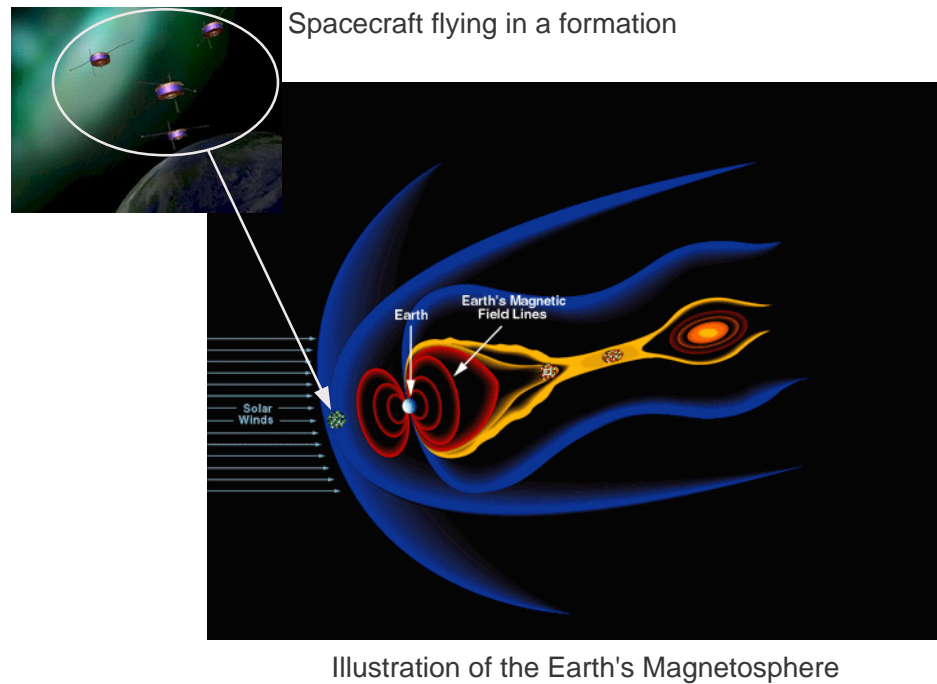 Spacecraft flying in a formation
Earth's Magnetic
Field Lines
Earth
Solar
Winds
Illustration of the Earth's Magnetosphere